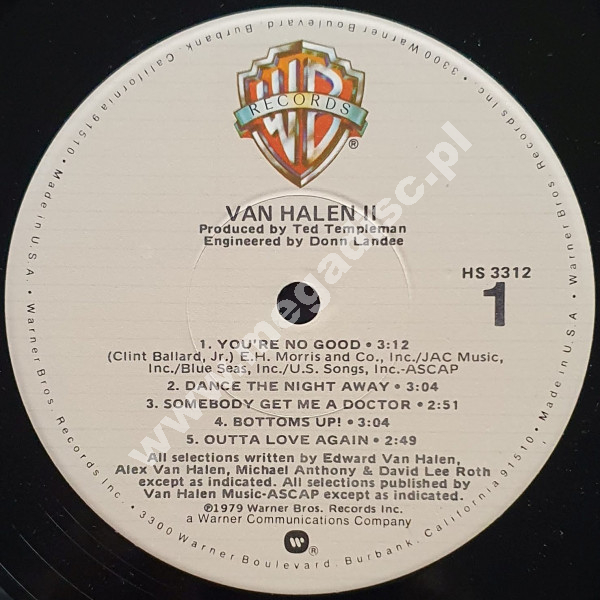 WB
RECORDS
®
VAN HALEN II
Produced by Ted Templeman
Engineered by Donn Landee
HS 3312
1
1. YOU'RE NO GOOD • 3:12
(Clint Ballard, Jr.) E.H. Morris and Co., Inc./JAC Music,
Inc./Blue Seas, Inc./U.S. Songs, Inc.-ASCAP
2. DANCE THE NIGHT AWAY • 3:04
3. SOMEBODY GET ME A DOCTOR • 2:51
4. BOTTOMS UP! • 3:04
5. OUTTA LOVE AGAIN • 2:49
All selections written by Edward Van Halen,
Alex Van Halen, Michael Anthony & David Lee Roth
except as indicated. All selections published by
Van Halen Music-ASCAP except as indicated.
℗1979 Warner Bros. Records Inc.
a Warner Communications Company
W ®
Warner Bros. Records Inc. • 3300 Warner Boulevard, Burbank, California 91510 • Made in U.S.A. • Warner Bros. Records Inc. • 3300 Warner Boulevard, Burbank, California 91510 • Made in U.S.A. •
www.megadisc.pl